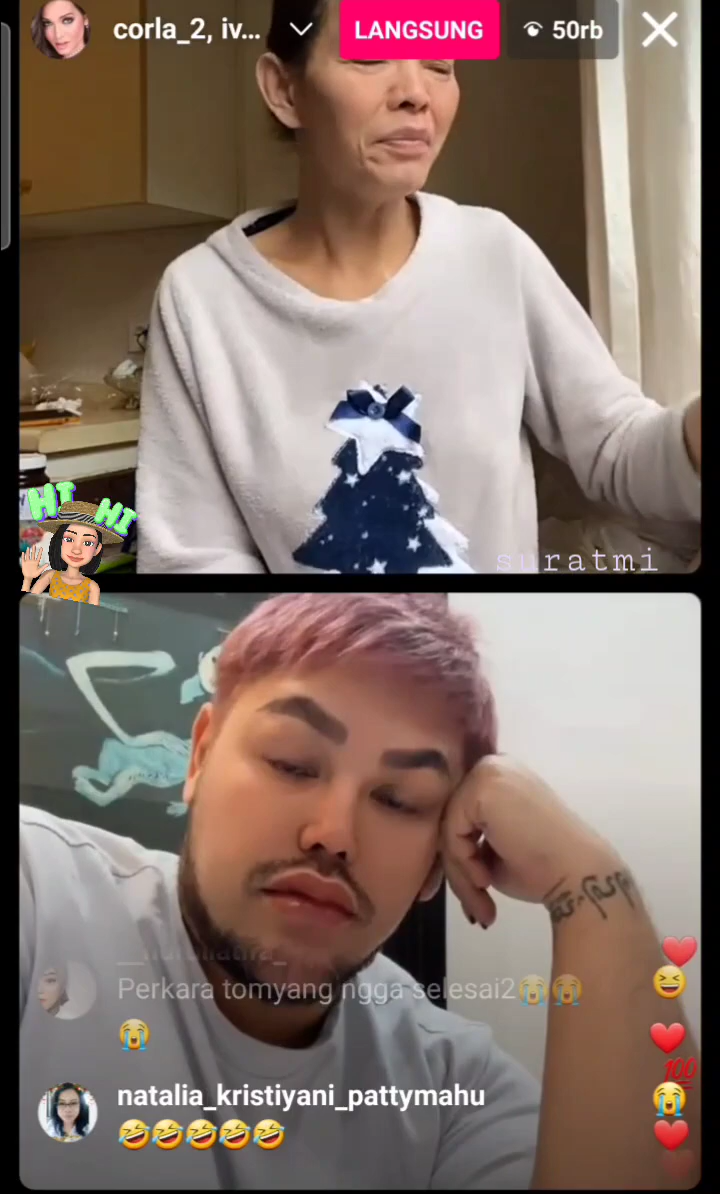 corla_2, iv...
LANGSUNG
50rb
HI HI
suratmi
Perkara tomyang ngga selesai2😭😭
😭
natalia_kristiyani_pattymahu
🤣🤣🤣🤣🤣
💯